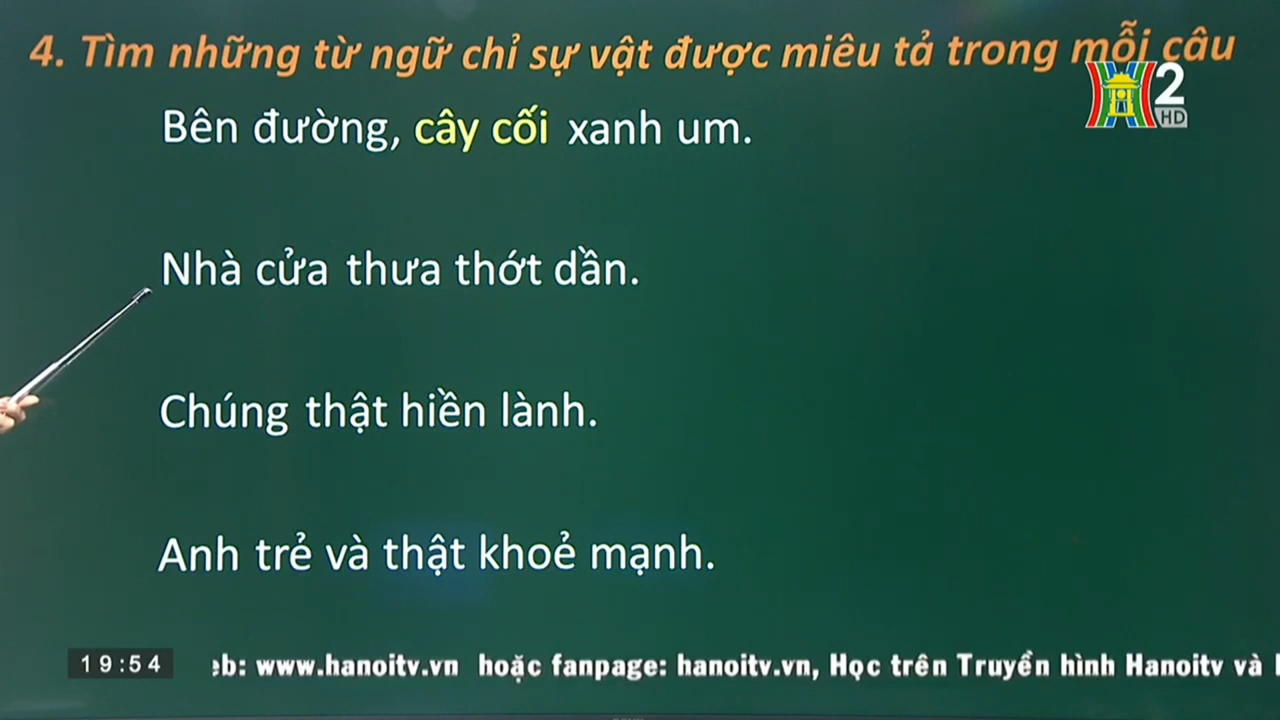 4. Tìm những từ ngữ chỉ sự vật được miêu tả trong mỗi câu
2
HD
Bên đường, cây cối xanh um.
Nhà cửa thưa thớt dần.
Chúng thật hiền lành.
Anh trẻ và thật khoẻ mạnh.
19:54
eb: www.hanoitv.vn hoặc fanpage: hanoitv.vn, Học trên Truyền hình Hanoitv và